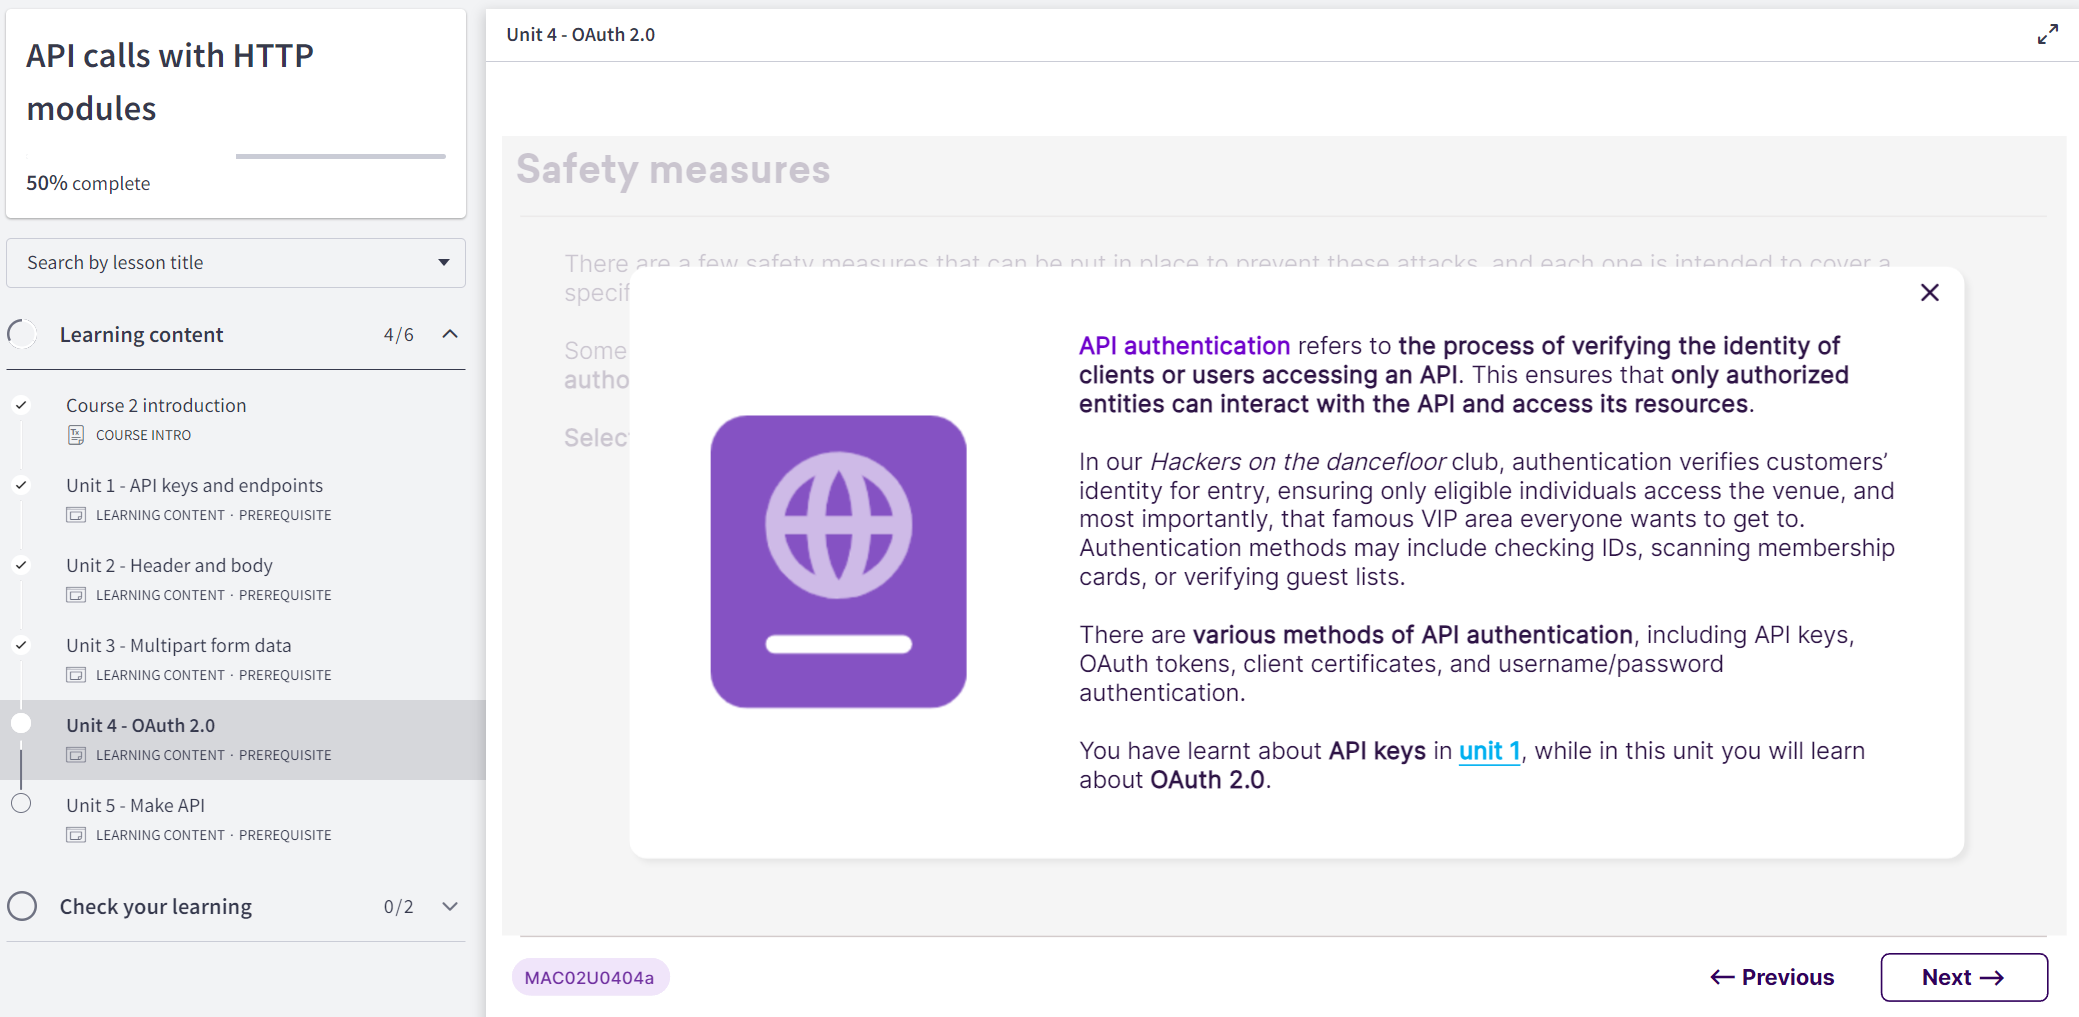 API calls with HTTP
modules
50% complete
Search by lesson title
Learning content 4/6
Course 2 introduction
COURSE INTRO
Unit 1 - API keys and endpoints
LEARNING CONTENT · PREREQUISITE
Unit 2 - Header and body
LEARNING CONTENT · PREREQUISITE
Unit 3 - Multipart form data
LEARNING CONTENT · PREREQUISITE
Unit 4 - OAuth 2.0
LEARNING CONTENT · PREREQUISITE
Unit 5 - Make API
LEARNING CONTENT · PREREQUISITE
Check your learning 0/2
Unit 4 - OAuth 2.0
Safety measures
There are a few safety measures that can be put in place to prevent these attacks, and each one is intended to cover a
specif
Some
autho
Select
API authentication refers to the process of verifying the identity of
clients or users accessing an API. This ensures that only authorized
entities can interact with the API and access its resources.
In our Hackers on the dancefloor club, authentication verifies customers’
identity for entry, ensuring only eligible individuals access the venue, and
most importantly, that famous VIP area everyone wants to get to.
Authentication methods may include checking IDs, scanning membership
cards, or verifying guest lists.
There are various methods of API authentication, including API keys,
OAuth tokens, client certificates, and username/password
authentication.
You have learnt about API keys in unit 1, while in this unit you will learn
about OAuth 2.0.
MAC02U0404a
← Previous
Next →